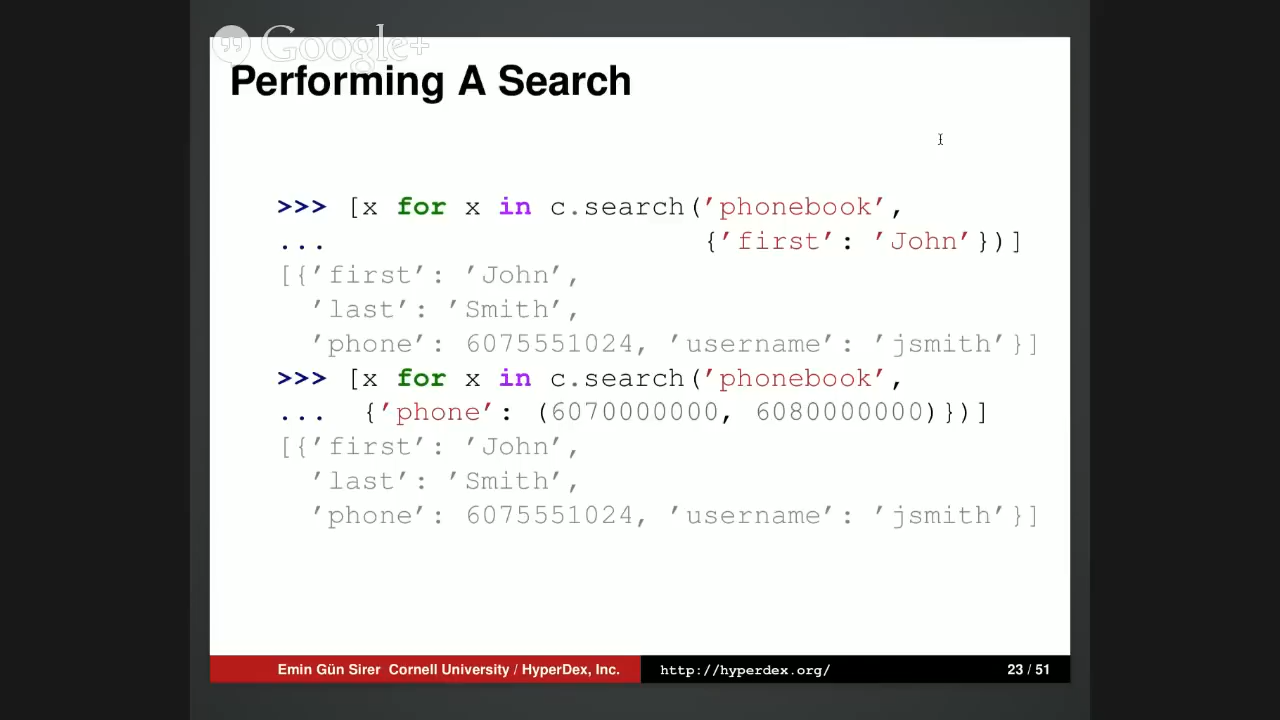 Google+
Performing A Search
>>> [x for x in c.search('phonebook',
... {'first': 'John'})]
[{'first': 'John',
'last': 'Smith',
'phone': 6075551024, 'username': 'jsmith'}]
>>> [x for x in c.search('phonebook',
... {'phone': (6070000000, 6080000000)})]
[{'first': 'John',
'last': 'Smith',
'phone': 6075551024, 'username': 'jsmith'}]
Emin Gün Sirer Cornell University / HyperDex, Inc. http://hyperdex.org/ 23 / 51